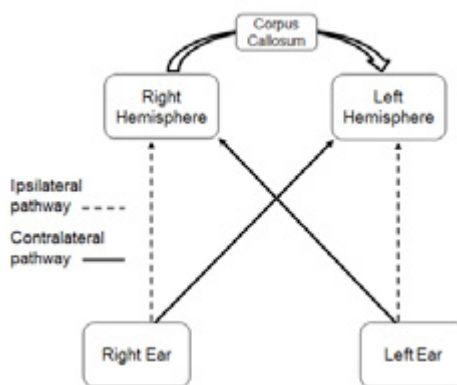 Corpus
Callosum
Right
Hemisphere
Left
Hemisphere
Ipsilateral
pathway
Contralateral
pathway
Right Ear
Left Ear